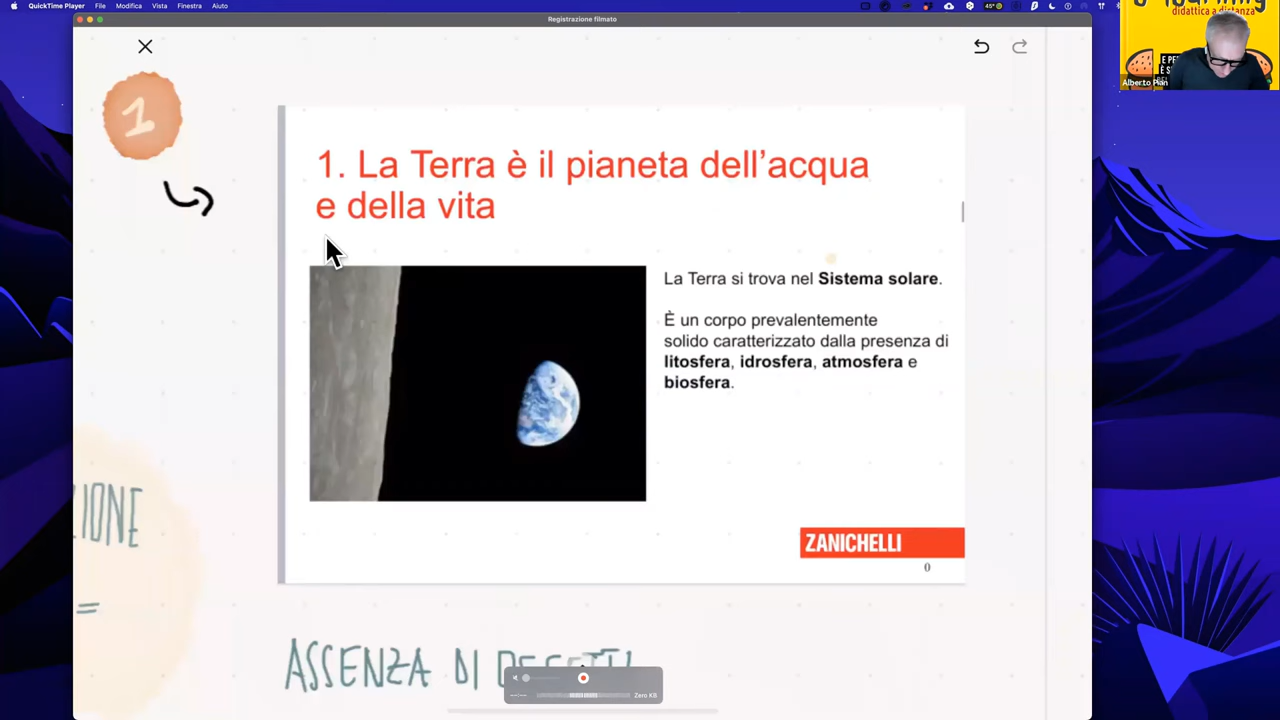 QuickTime Player File Modifica Vista Finestra Aiuto
45°
Registrazione filmato
didattica a distanza
Alberto Pian
1
1. La Terra è il pianeta dell'acqua
e della vita
La Terra si trova nel Sistema solare.
È un corpo prevalentemente
solido caratterizzato dalla presenza di
litosfera, idrosfera, atmosfera e
biosfera.
ZANICHELLI
0
=
ASSENZA DI
--:-- Zero KB